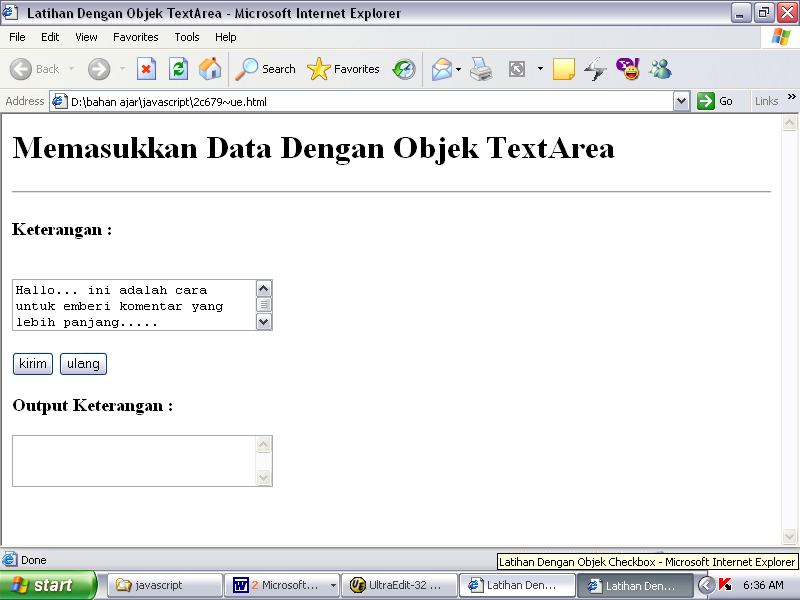 Latihan Dengan Objek TextArea - Microsoft Internet Explorer
File Edit View Favorites Tools Help
Back Search Favorites
Address D:\bahan ajar\javascript\2c679~ue.html Go Links »
Memasukkan Data Dengan Objek TextArea
Keterangan :
Hallo... ini adalah cara
untuk emberi komentar yang
lebih panjang.....
kirim ulang
Output Keterangan :
Done
Latihan Dengan Objek Checkbox - Microsoft Internet Explorer
start javascript 2 Microsoft... UltraEdit-32 ... Latihan Den... Latihan Den... 6:36 AM